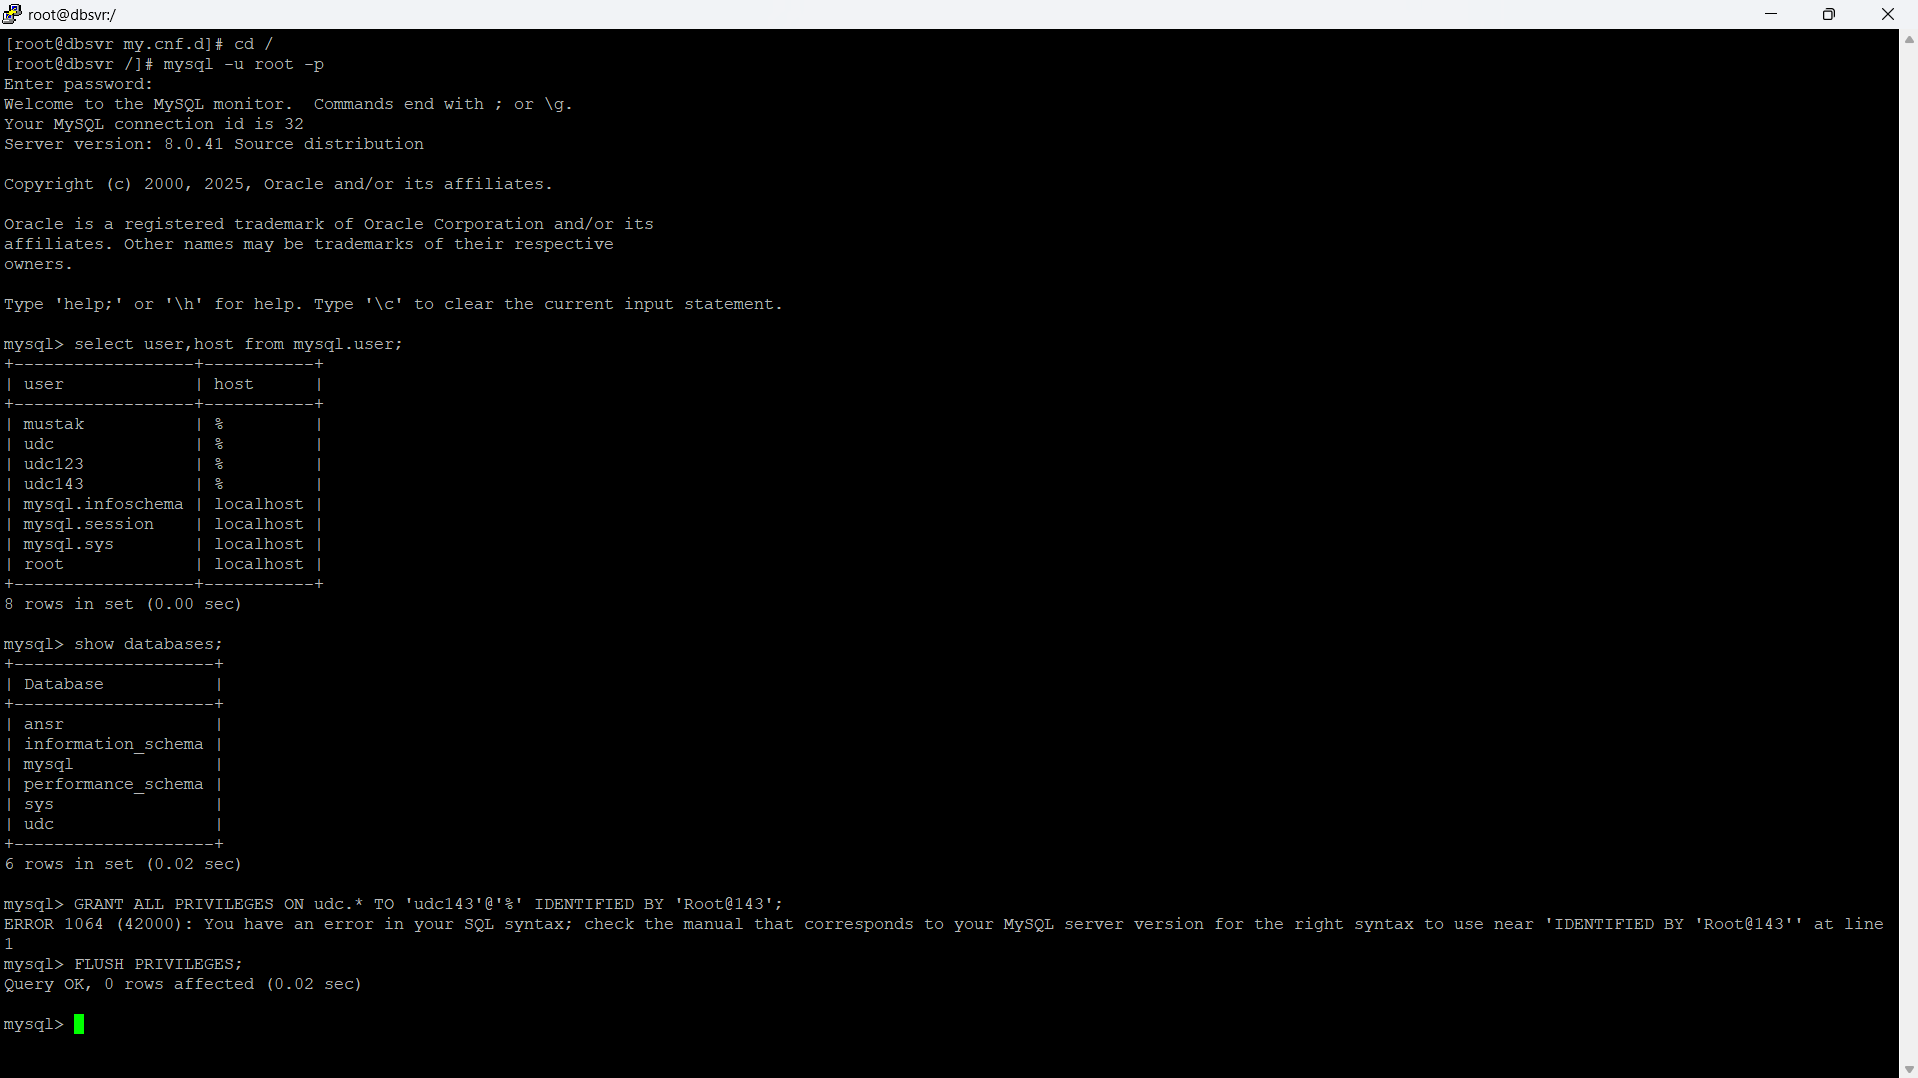 root@dbsvr:/
[root@dbsvr my.cnf.d]# cd /
[root@dbsvr /]# mysql -u root -p
Enter password:
Welcome to the MySQL monitor.  Commands end with ; or \g.
Your MySQL connection id is 32
Server version: 8.0.41 Source distribution

Copyright (c) 2000, 2025, Oracle and/or its affiliates.

Oracle is a registered trademark of Oracle Corporation and/or its
affiliates. Other names may be trademarks of their respective
owners.

Type 'help;' or '\h' for help. Type '\c' to clear the current input statement.

mysql> select user,host from mysql.user;
+------------------+-----------+
| user             | host      |
+------------------+-----------+
| mustak           | %         |
| udc              | %         |
| udc123           | %         |
| udc143           | %         |
| mysql.infoschema | localhost |
| mysql.session    | localhost |
| mysql.sys        | localhost |
| root             | localhost |
+------------------+-----------+
8 rows in set (0.00 sec)

mysql> show databases;
+--------------------+
| Database           |
+--------------------+
| ansr               |
| information_schema |
| mysql              |
| performance_schema |
| sys                |
| udc                |
+--------------------+
6 rows in set (0.02 sec)

mysql> GRANT ALL PRIVILEGES ON udc.* TO 'udc143'@'%' IDENTIFIED BY 'Root@143';
ERROR 1064 (42000): You have an error in your SQL syntax; check the manual that corresponds to your MySQL server version for the right syntax to use near 'IDENTIFIED BY 'Root@143'' at line
1
mysql> FLUSH PRIVILEGES;
Query OK, 0 rows affected (0.02 sec)

mysql>